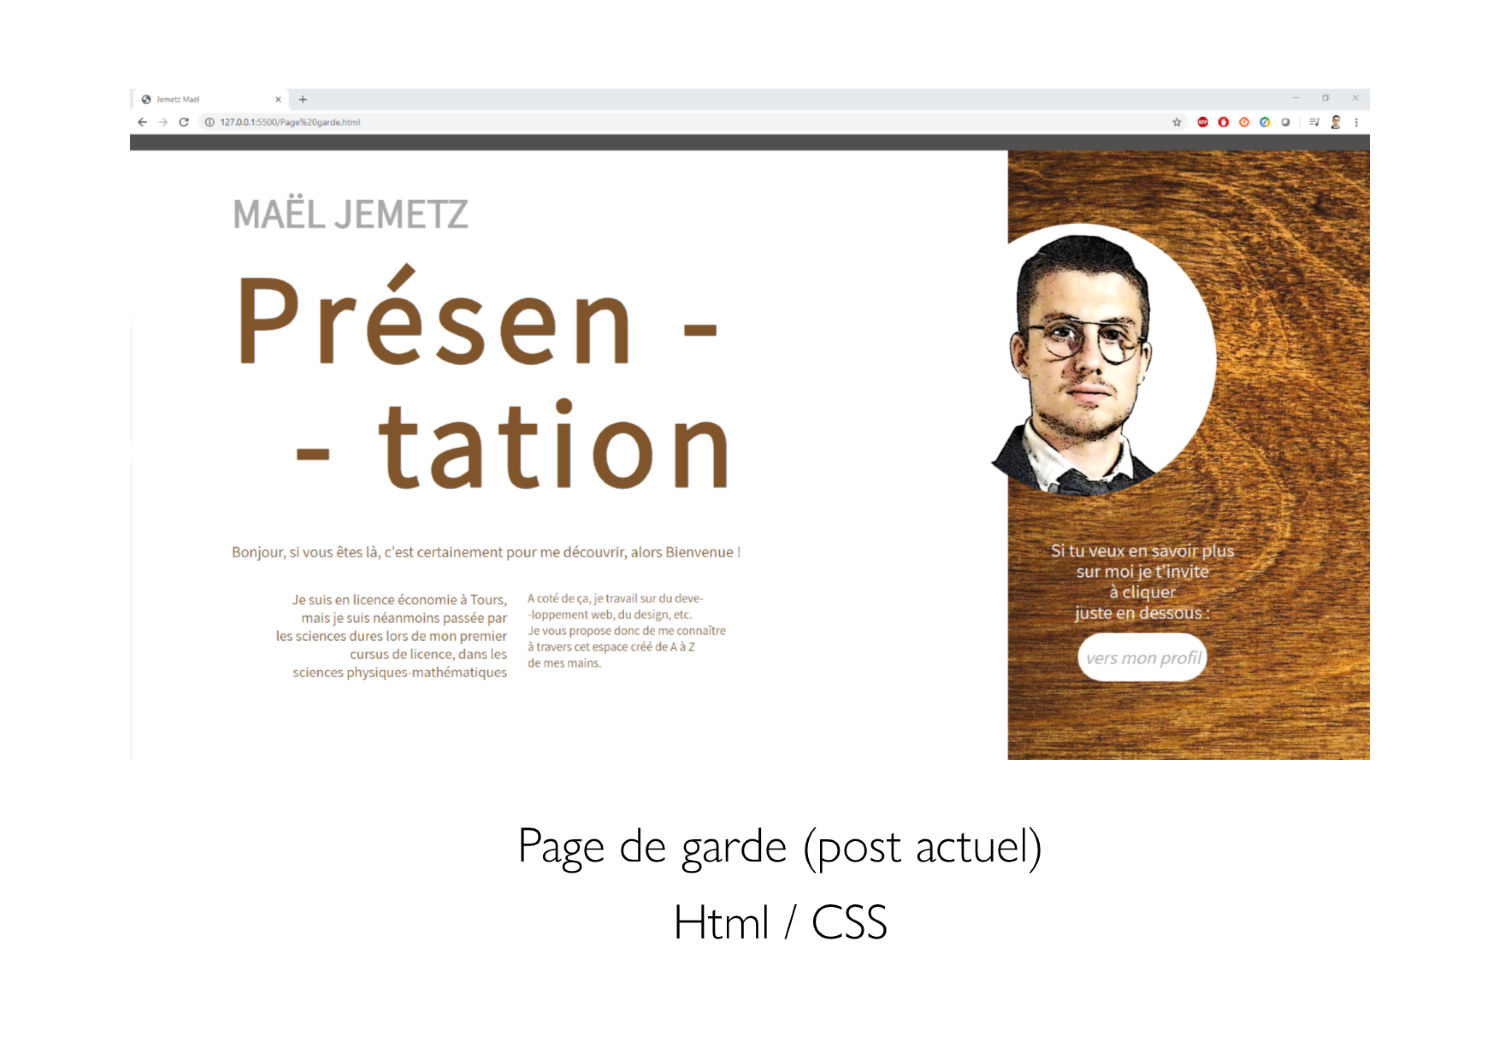 Jemetz Maël
127.0.0.1:5500/Page%20garde.html
MAËL JEMETZ
Présen -
- tation
Bonjour, si vous êtes là, c'est certainement pour me découvrir, alors Bienvenue !
Je suis en licence économie à Tours,
mais je suis néanmoins passée par
les sciences dures lors de mon premier
cursus de licence, dans les
sciences physiques-mathématiques
A coté de ça, je travail sur du deve-
-loppement web, du design, etc.
Je vous propose donc de me connaître
à travers cet espace créé de A à Z
de mes mains.
Si tu veux en savoir plus
sur moi je t'invite
à cliquer
juste en dessous :
vers mon profil
Page de garde (post actuel)
Html / CSS